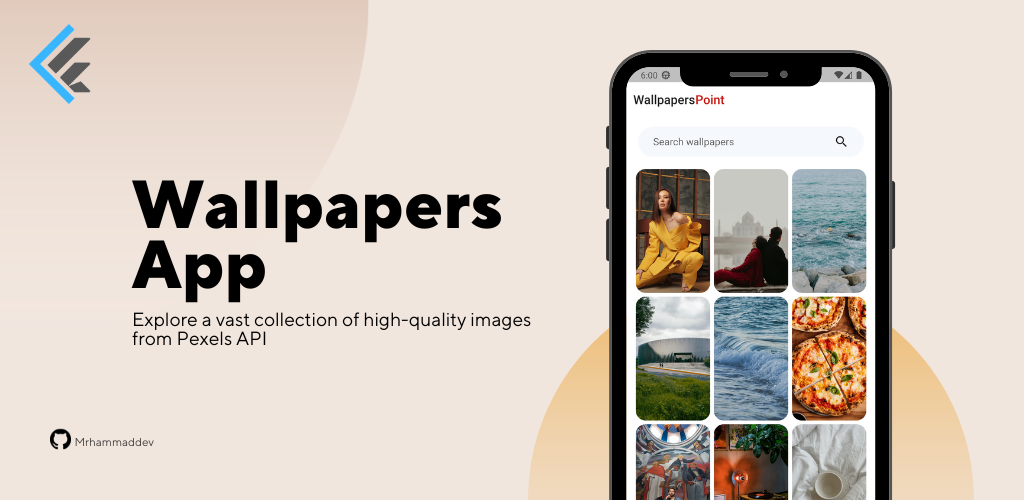 Wallpapers
App
Explore a vast collection of high-quality images
from Pexels API
Mrhammaddev
6:00
WallpapersPoint
Search wallpapers